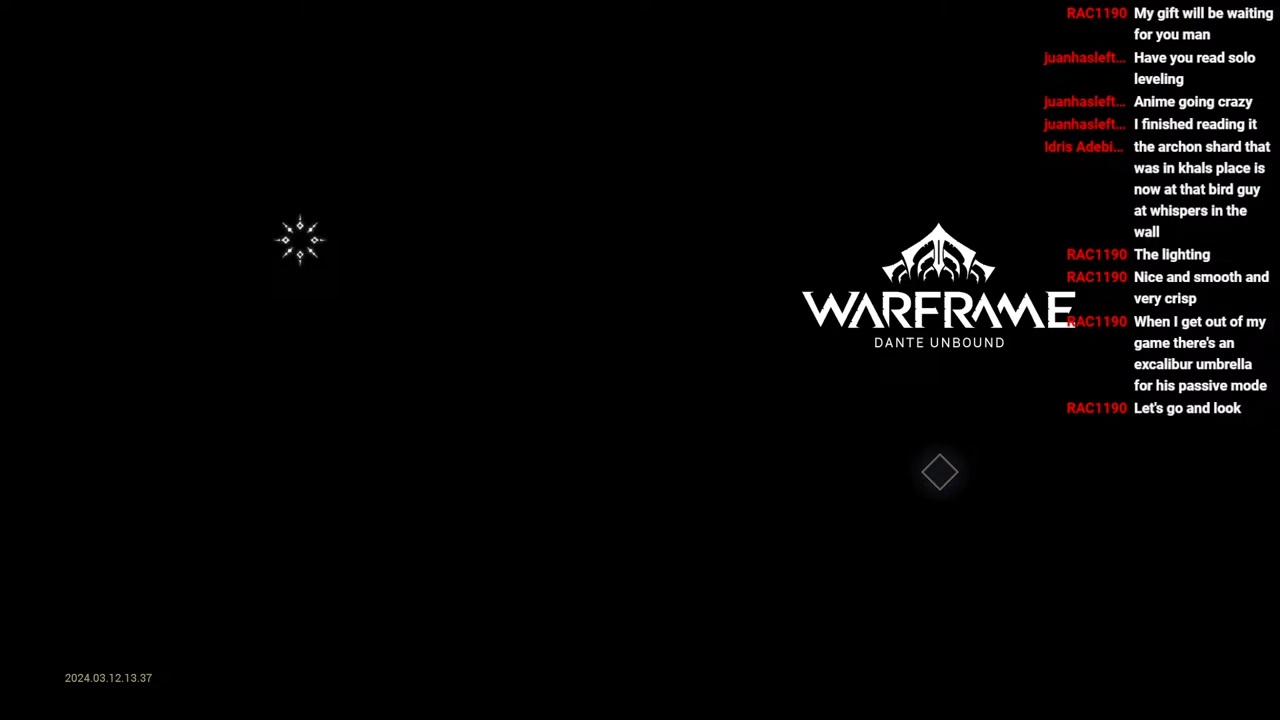 RAC1190 My gift will be waiting
for you man
juanhasleft... Have you read solo
leveling
juanhasleft... Anime going crazy
juanhasleft... I finished reading it
Idris Adebi... the archon shard that
was in khals place is
now at that bird guy
at whispers in the
wall
RAC1190 The lighting
RAC1190 Nice and smooth and
very crisp
RAC1190 When I get out of my
game there's an
excalibur umbrella
for his passive mode
RAC1190 Let's go and look
WARFRAME
DANTE UNBOUND
2024.03.12.13.37